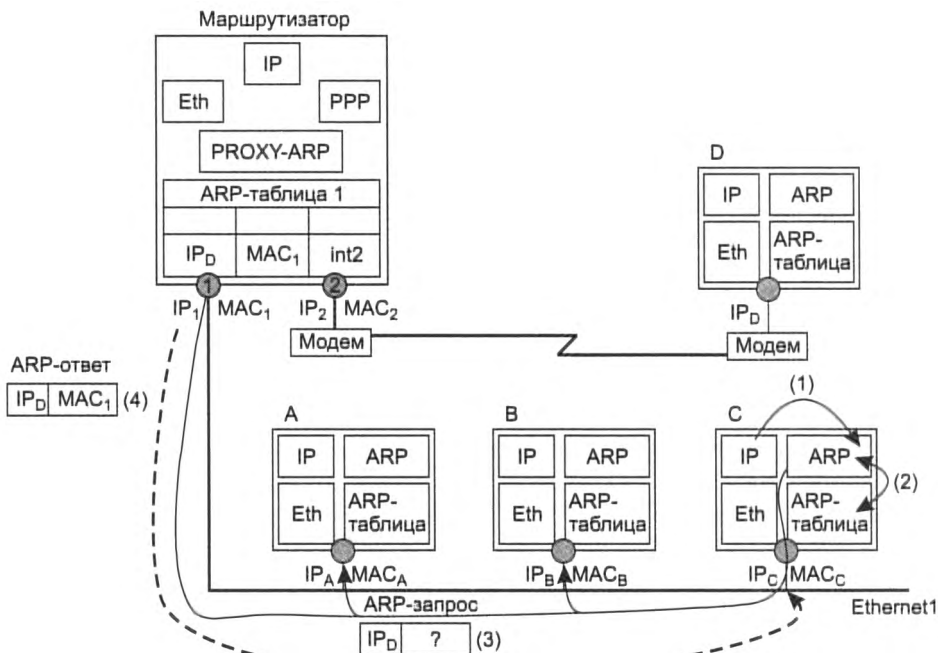 Маршрутизатор
IP
Eth
PPP
PROXY-ARP
ARP-таблица 1
IPD
MAC1
int2
1
2
IP1
MAC1
IP2
MAC2
Модем
D
IP
ARP
Eth
ARP-
таблица
IPD
Модем
ARP-ответ
IPD MAC1 (4)
A
IP
ARP
Eth
ARP-
таблица
IPA
MACA
B
IP
ARP
Eth
ARP-
таблица
IPB
MACB
(1)
C
IP
ARP
(2)
Eth
ARP-
таблица
IPC
MACC
Ethernet1
ARP-запрос
IPD ? (3)